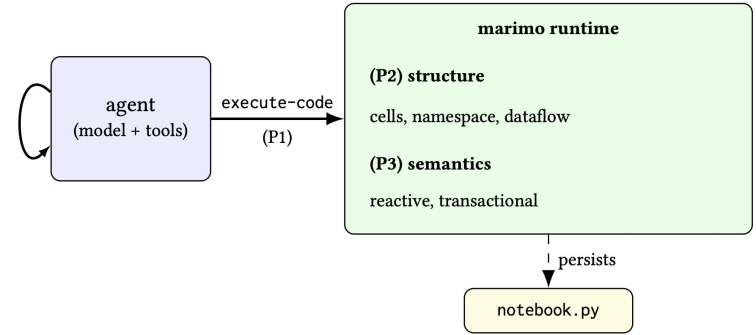 marimo runtime
agent
(model + tools)
execute-code
(P1)
(P2) structure
cells, namespace, dataflow
(P3) semantics
reactive, transactional
persists
notebook.py